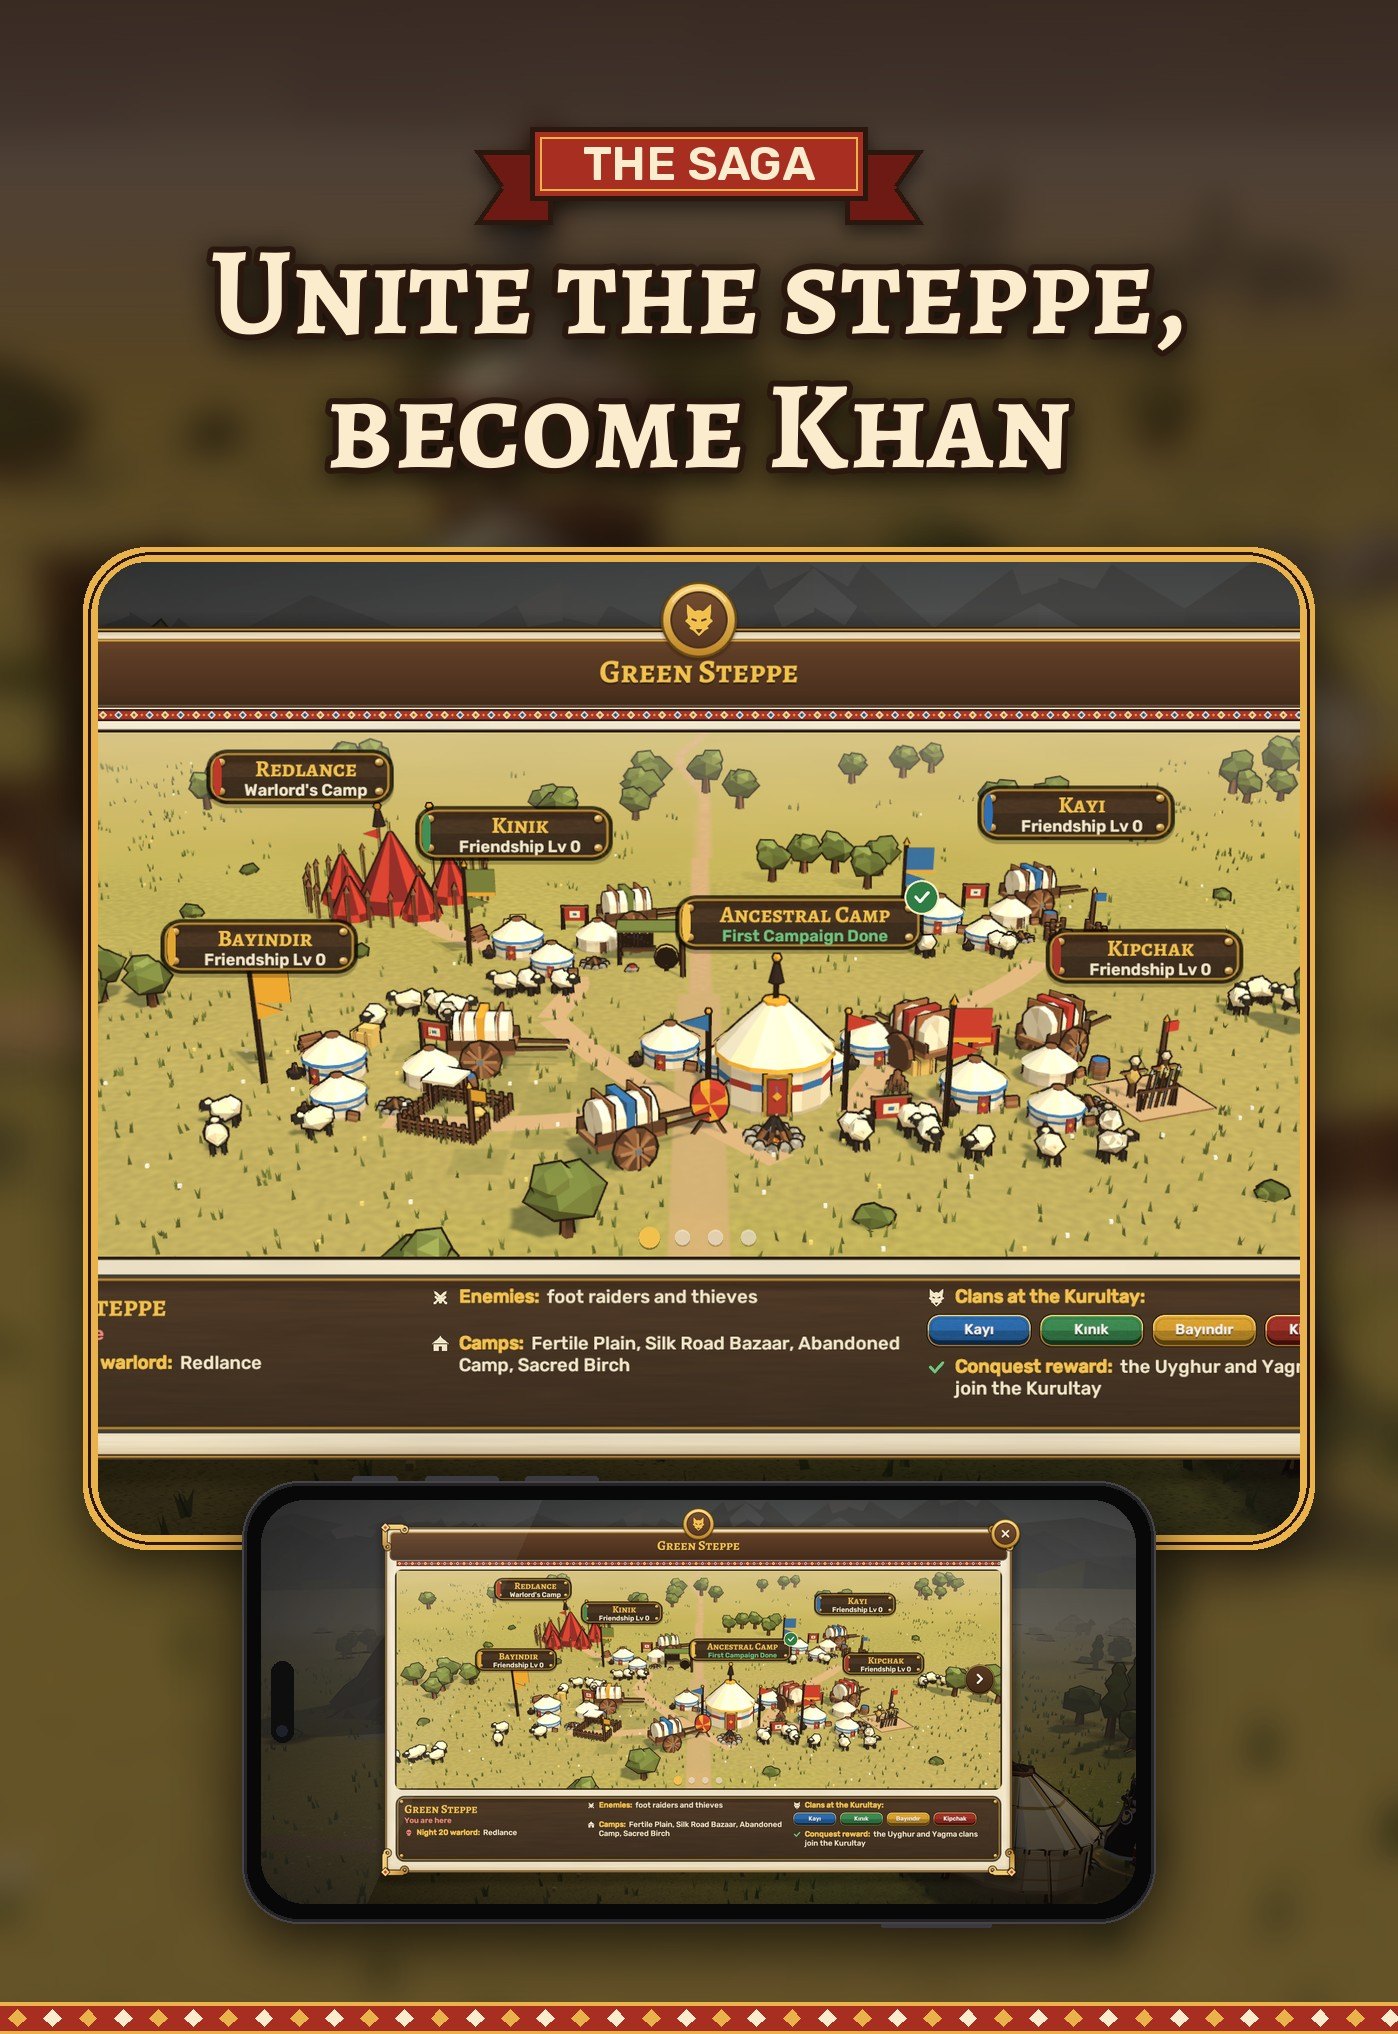 THE SAGA
Unite the steppe,
become Khan
Green Steppe
Redlance
Warlord's Camp
Kinik
Friendship Lv 0
Kayi
Friendship Lv 0
Bayindir
Friendship Lv 0
Ancestral Camp
First Campaign Done
Kipchak
Friendship Lv 0
teppe
e
warlord: Redlance
Enemies: foot raiders and thieves
Camps: Fertile Plain, Silk Road Bazaar, Abandoned
Camp, Sacred Birch
Clans at the Kurultay:
Kayı
Kınık
Bayındır
Ki
Conquest reward: the Uyghur and Yagm
join the Kurultay
Green Steppe
Redlance
Warlord's Camp
Kinik
Friendship Lv 0
Kayi
Friendship Lv 0
Bayindir
Friendship Lv 0
Ancestral Camp
First Campaign Done
Kipchak
Friendship Lv 0
Green Steppe
You are here
Night 20 warlord: Redlance
Enemies: foot raiders and thieves
Camps: Fertile Plain, Silk Road Bazaar, Abandoned
Camp, Sacred Birch
Clans at the Kurultay:
Kayı
Kınık
Bayındır
Kipchak
Conquest reward: the Uyghur and Yagma clans
join the Kurultay